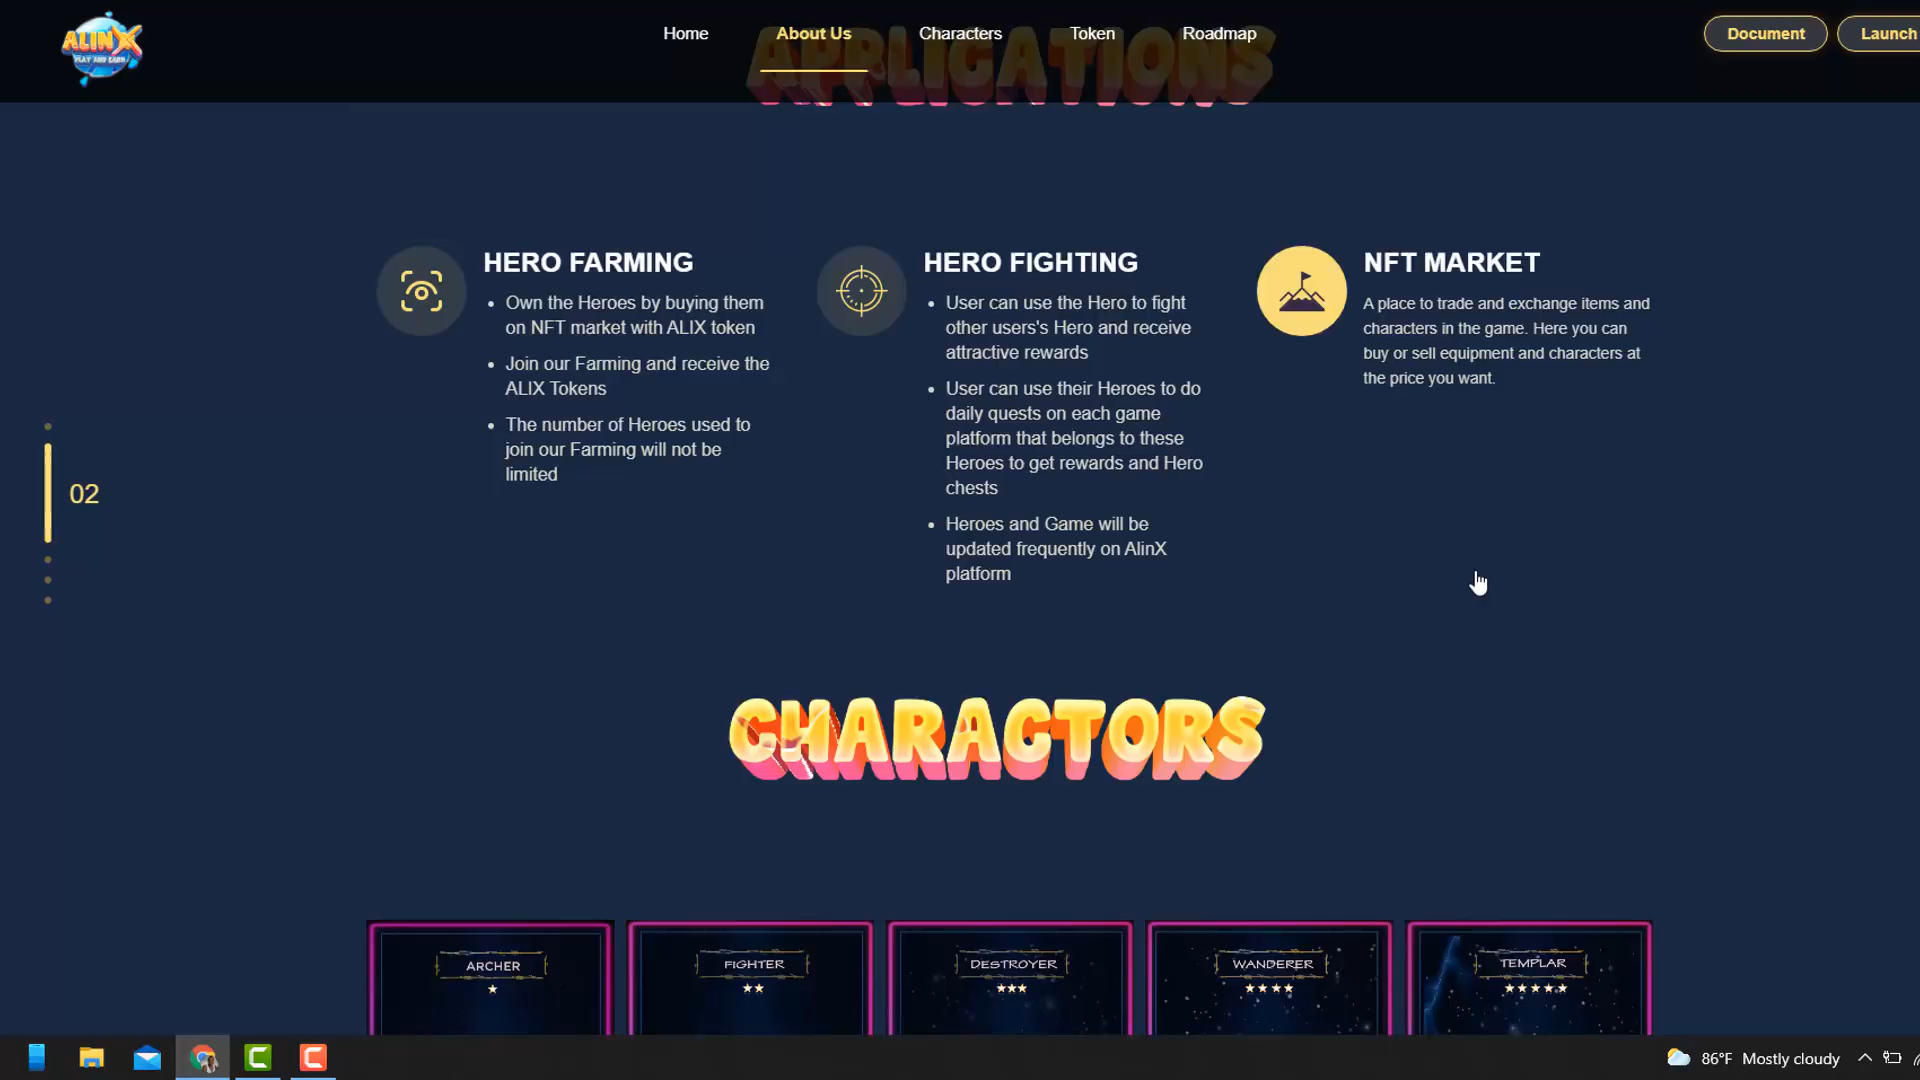 ALINX
PLAY AND EARN
Home
About Us
Characters
Token
Roadmap
Document
Launch
APPLIGATIONS
HERO FARMING
Own the Heroes by buying them
on NFT market with ALIX token
Join our Farming and receive the
ALIX Tokens
The number of Heroes used to
join our Farming will not be
limited
HERO FIGHTING
User can use the Hero to fight
other users's Hero and receive
attractive rewards
User can use their Heroes to do
daily quests on each game
platform that belongs to these
Heroes to get rewards and Hero
chests
Heroes and Game will be
updated frequently on AlinX
platform
NFT MARKET
A place to trade and exchange items and
characters in the game. Here you can
buy or sell equipment and characters at
the price you want.
02
CHARACTORS
ARCHER
FIGHTER
DESTROYER
WANDERER
TEMPLAR
86°F Mostly cloudy